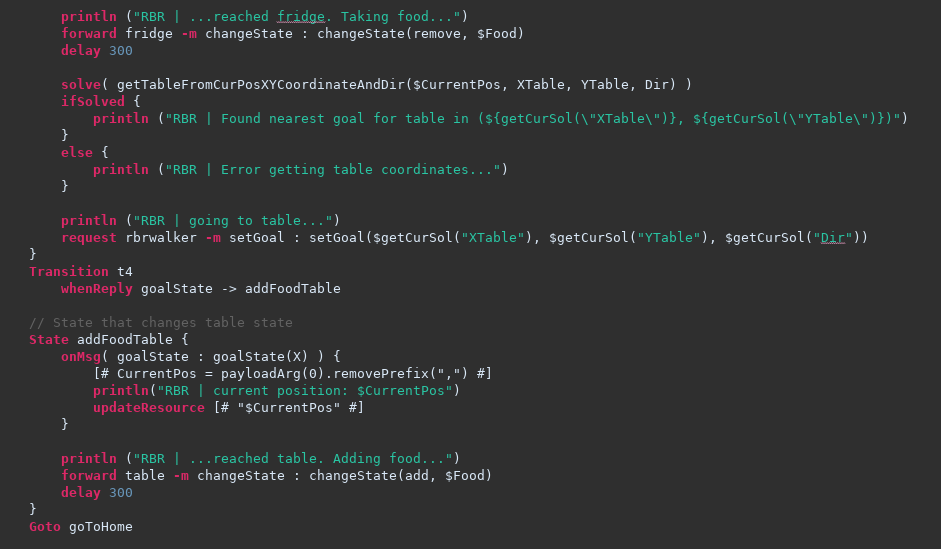 println ("RBR | ...reached fridge. Taking food...")
forward fridge -m changeState : changeState(remove, $Food)
delay 300
solve( getTableFromCurPosXYCoordinateAndDir($CurrentPos, XTable, YTable, Dir) )
ifSolved {
println ("RBR | Found nearest goal for table in (${getCurSol(\"XTable\")}, ${getCurSol(\"YTable\")})")
}
else {
println ("RBR | Error getting table coordinates...")
}
println ("RBR | going to table...")
request rbrwalker -m setGoal : setGoal($getCurSol("XTable"), $getCurSol("YTable"), $getCurSol("Dir"))
}
Transition t4
whenReply goalState -> addFoodTable
// State that changes table state
State addFoodTable {
onMsg( goalState : goalState(X) ) {
[# CurrentPos = payloadArg(0).removePrefix(",") #]
println("RBR | current position: $CurrentPos")
updateResource [# "$CurrentPos" #]
}
println ("RBR | ...reached table. Adding food...")
forward table -m changeState : changeState(add, $Food)
delay 300
}
Goto goToHome